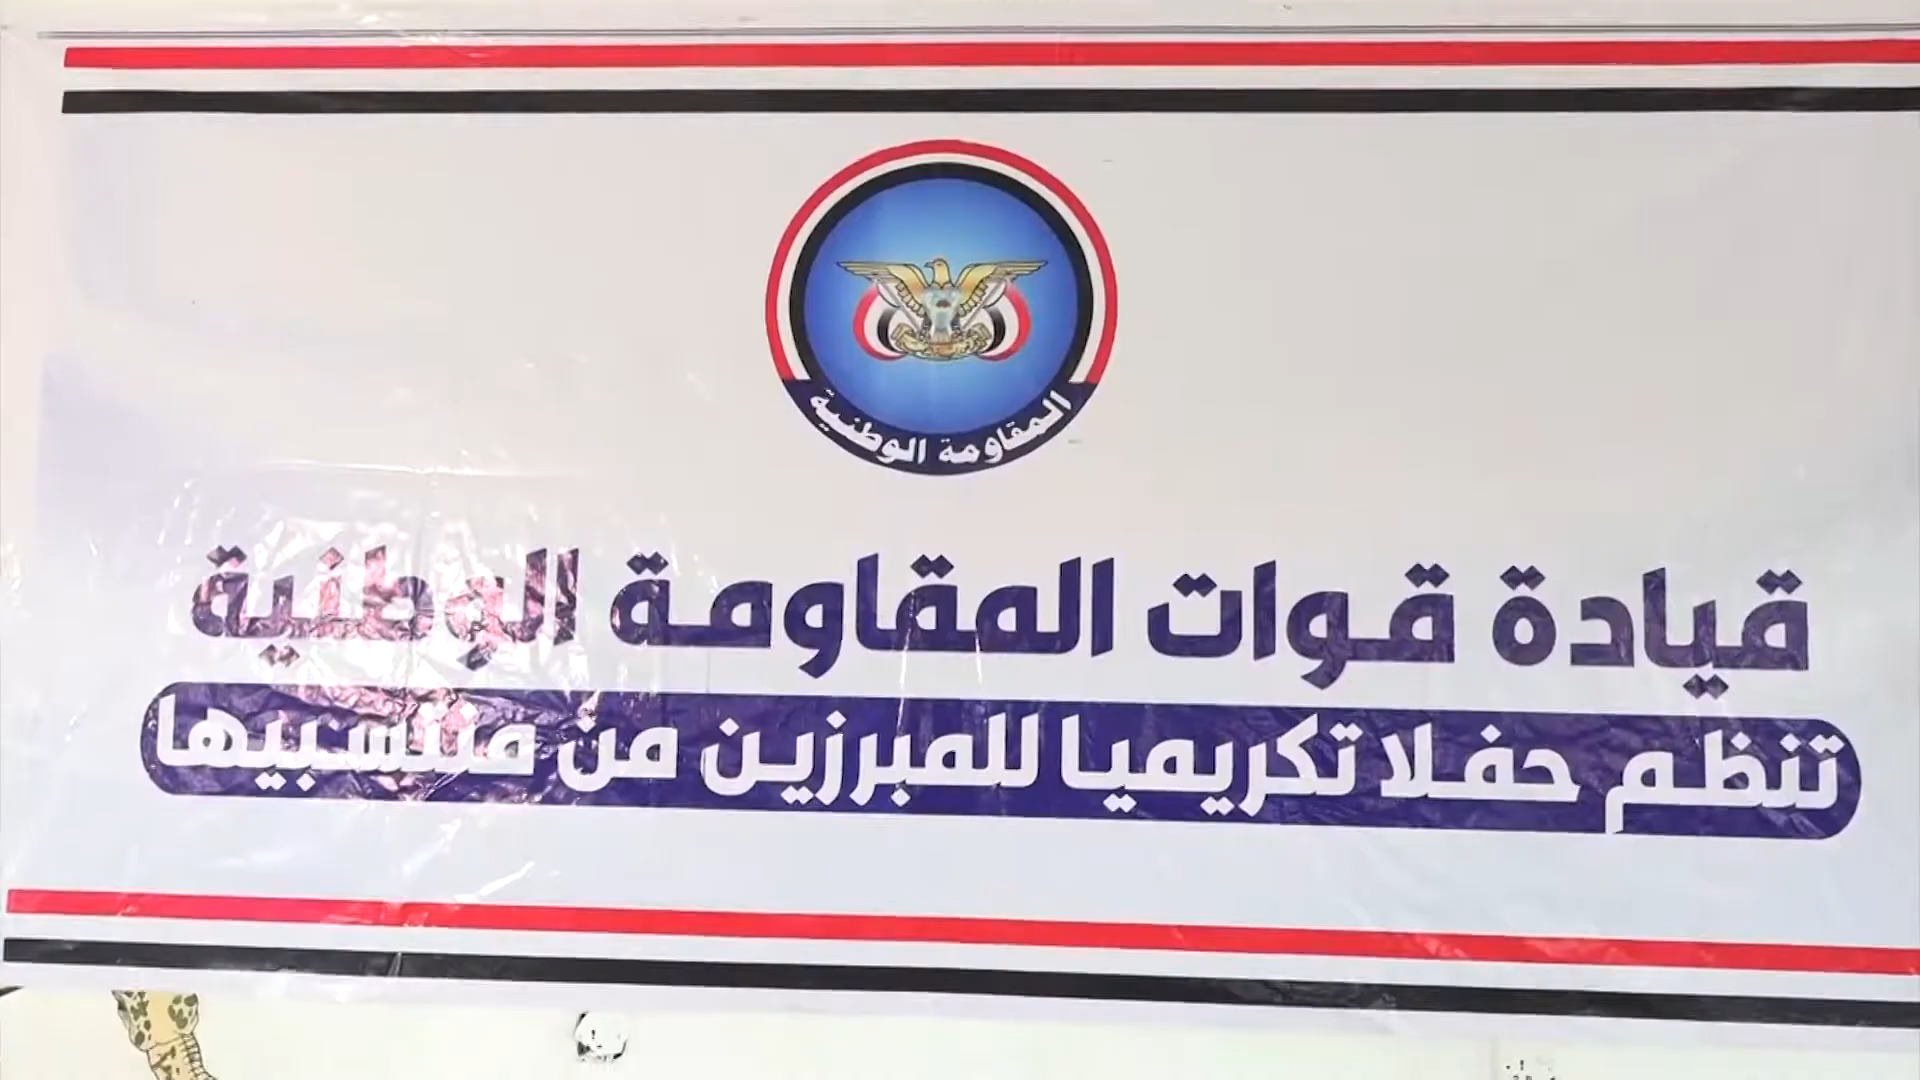 المقاومة الوطنية
قيادة قوات المقاومة الوطنية
تنظم حفلا تكريميا للمبرزين من منتسبيها